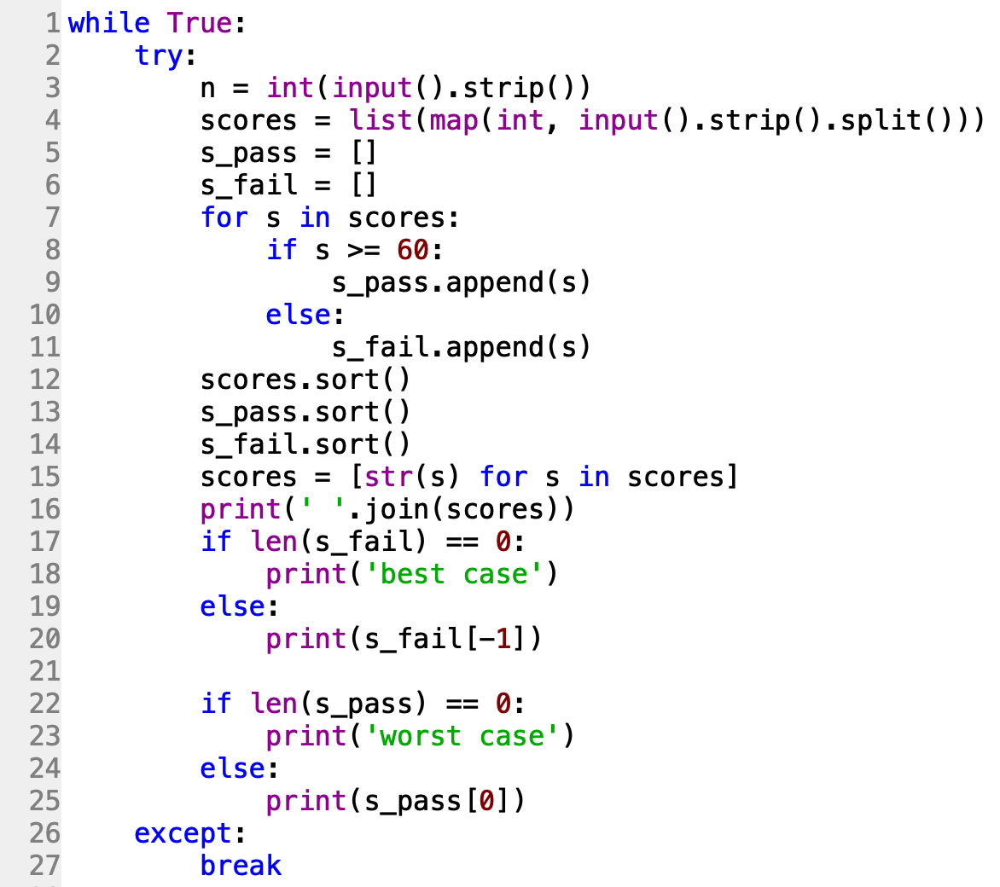 1 while True:
2     try:
3         n = int(input().strip())
4         scores = list(map(int, input().strip().split()))
5         s_pass = []
6         s_fail = []
7         for s in scores:
8             if s >= 60:
9                 s_pass.append(s)
10             else:
11                 s_fail.append(s)
12         scores.sort()
13         s_pass.sort()
14         s_fail.sort()
15         scores = [str(s) for s in scores]
16         print(' '.join(scores))
17         if len(s_fail) == 0:
18             print('best case')
19         else:
20             print(s_fail[-1])
21
22         if len(s_pass) == 0:
23             print('worst case')
24         else:
25             print(s_pass[0])
26     except:
27         break